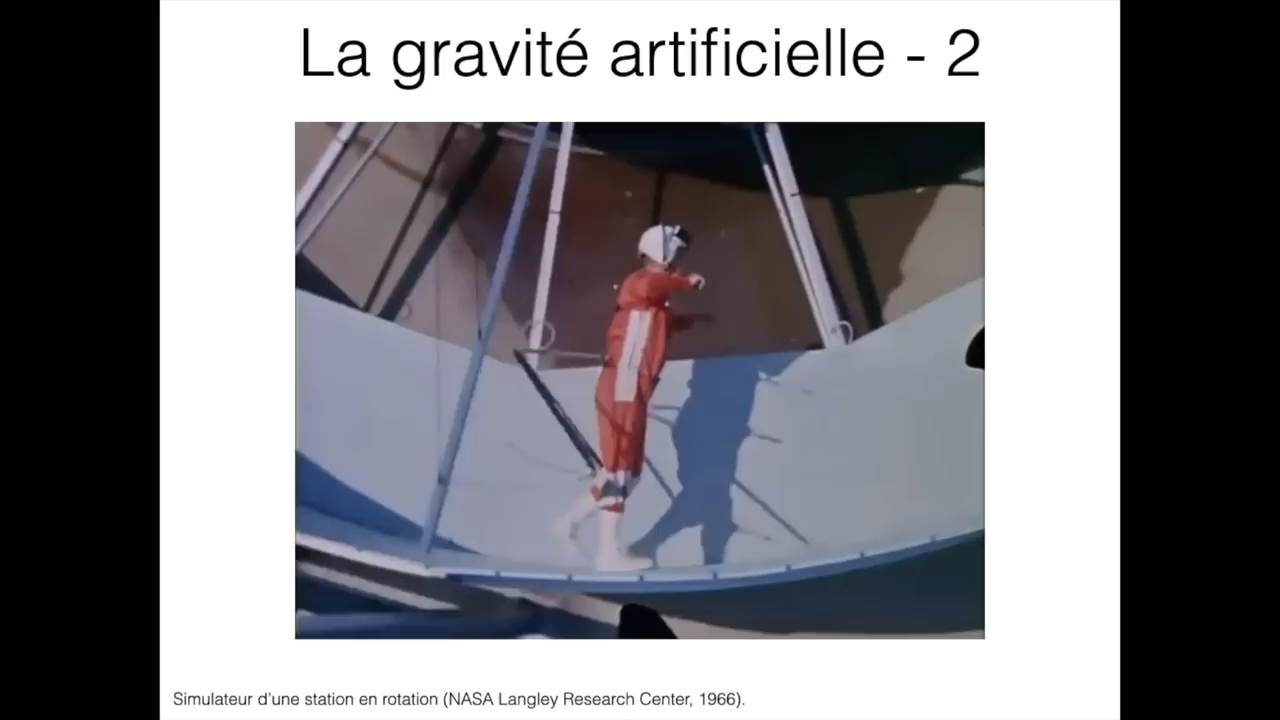 La gravité artificielle - 2
Simulateur d'une station en rotation (NASA Langley Research Center, 1966).